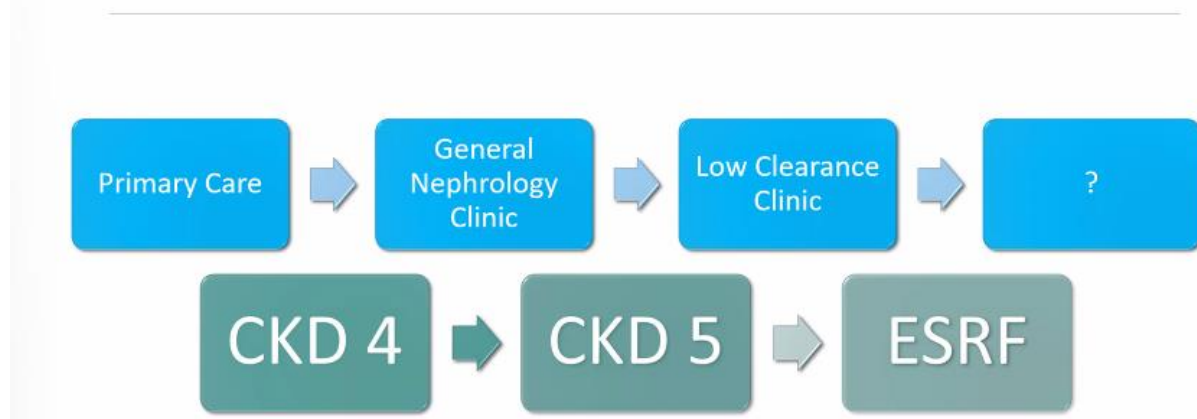 Primary Care
General
Nephrology
Clinic
Low Clearance
Clinic
?
CKD 4
CKD 5
ESRF